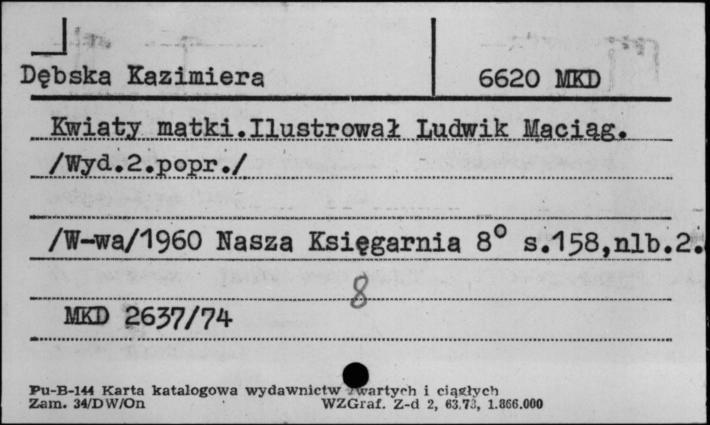 Dębska Kazimiera 6620 MKD
Kwiaty matki.Ilustrował Ludwik Maciąg.
/Wyd.2.popr./
/W-wa/1960 Nasza Księgarnia 8° s.158,nlb.2.
8
MKD 2637/74
Pu-B-144 Karta katalogowa wydawnictw zwartych i ciągłych
Zam. 34/DW/On WZGraf. Z-d 2, 63.73, 1.866.000